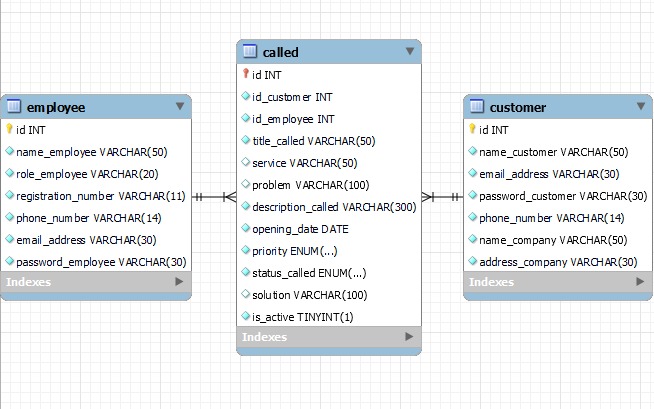 employee
id INT
name_employee VARCHAR(50)
role_employee VARCHAR(20)
registration_number VARCHAR(11)
phone_number VARCHAR(14)
email_address VARCHAR(30)
password_employee VARCHAR(30)
Indexes
called
id INT
id_customer INT
id_employee INT
title_called VARCHAR(50)
service VARCHAR(50)
problem VARCHAR(100)
description_called VARCHAR(300)
opening_date DATE
priority ENUM(...)
status_called ENUM(...)
solution VARCHAR(100)
is_active TINYINT(1)
Indexes
customer
id INT
name_customer VARCHAR(50)
email_address VARCHAR(30)
password_customer VARCHAR(30)
phone_number VARCHAR(14)
name_company VARCHAR(50)
address_company VARCHAR(30)
Indexes